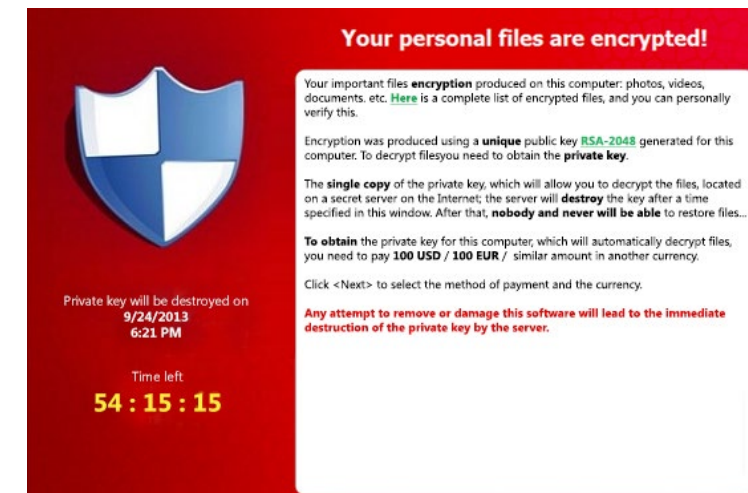 Your personal files are encrypted!
Your important files encryption produced on this computer: photos, videos,
documents. etc. Here is a complete list of encrypted files, and you can personally
verify this.
Encryption was produced using a unique public key RSA-2048 generated for this
computer. To decrypt filesyou need to obtain the private key.
The single copy of the private key, which will allow you to decrypt the files, located
on a secret server on the Internet; the server will destroy the key after a time
specified in this window. After that, nobody and never will be able to restore files...
To obtain the private key for this computer, which will automatically decrypt files,
you need to pay 100 USD / 100 EUR / similar amount in another currency.
Click <Next> to select the method of payment and the currency.
Any attempt to remove or damage this software will lead to the immediate
destruction of the private key by the server.
Private key will be destroyed on
9/24/2013
6:21 PM
Time left
54 : 15 : 15